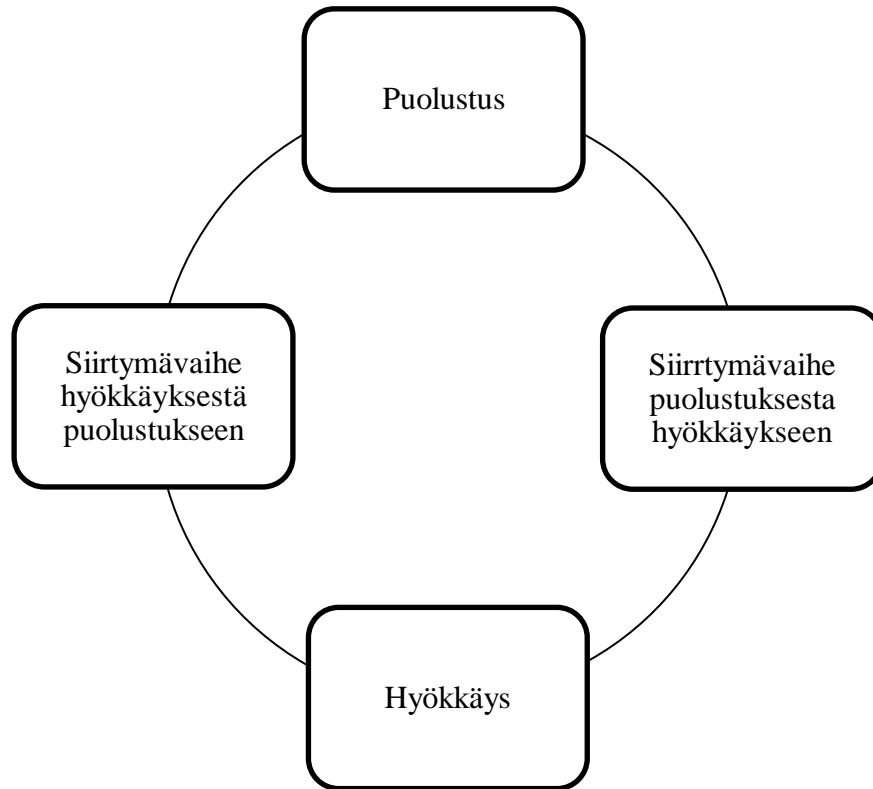 Puolustus
Siirtymävaihe
hyökkäyksestä
puolustukseen
Siirrtymävaihe
puolustuksesta
hyökkäykseen
Hyökkäys